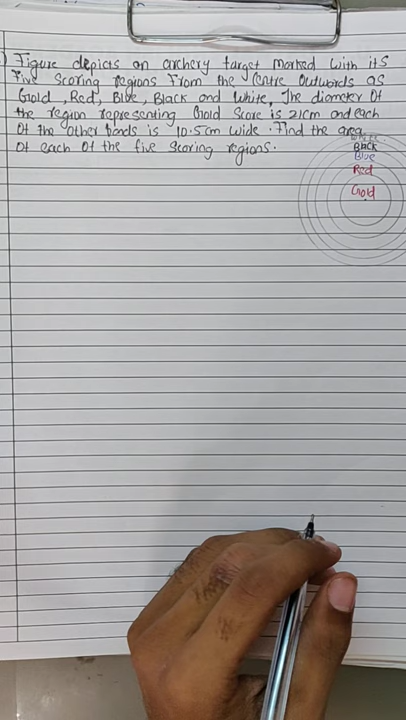 Figure depicts an archery target marked with its
Five Scoring regions From the Centre Outwords as
Gold, Red, Blue, Black and White, The diameter Of
the region representing Gold Score is 21cm and each
Of the other bands is 10.5cm wide. Find the area
Of each Of the five Scoring regions.
White
Black
Blue
Red
Gold